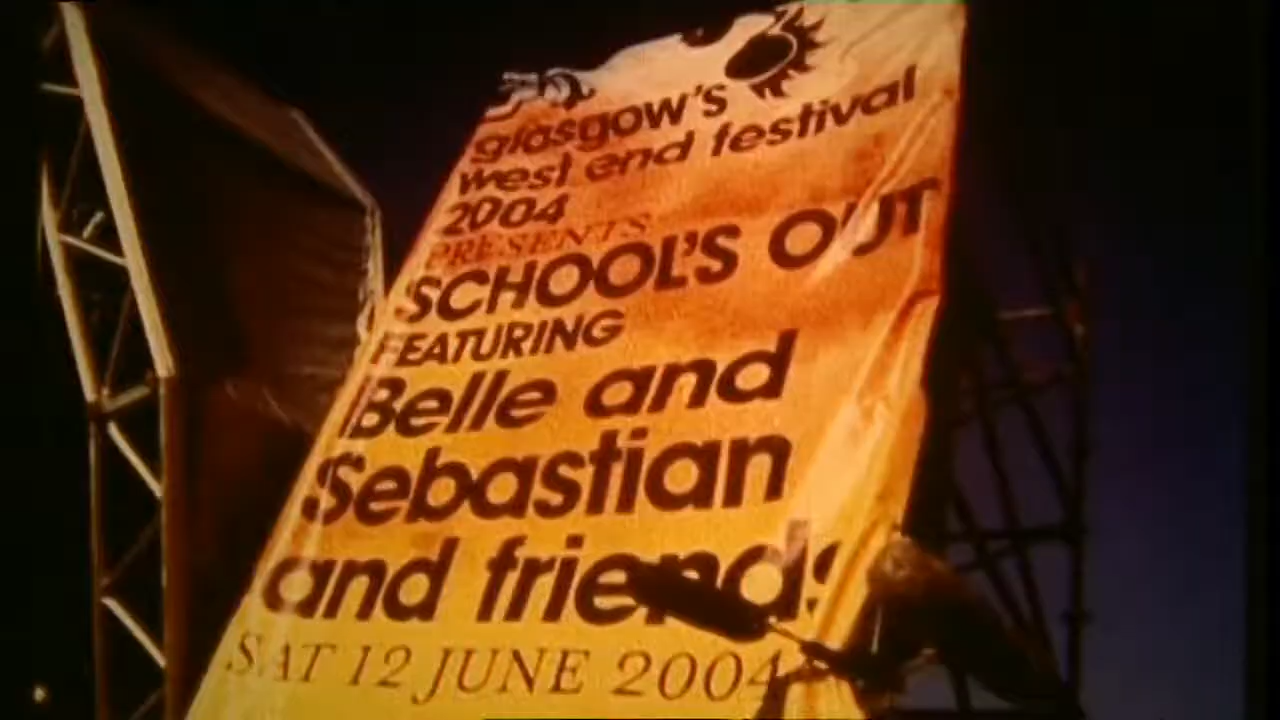 glasgow's
west end festival
2004
PRESENTS
SCHOOL'S OUT
FEATURING
Belle and
Sebastian
and friends
SAT 12 JUNE 2004